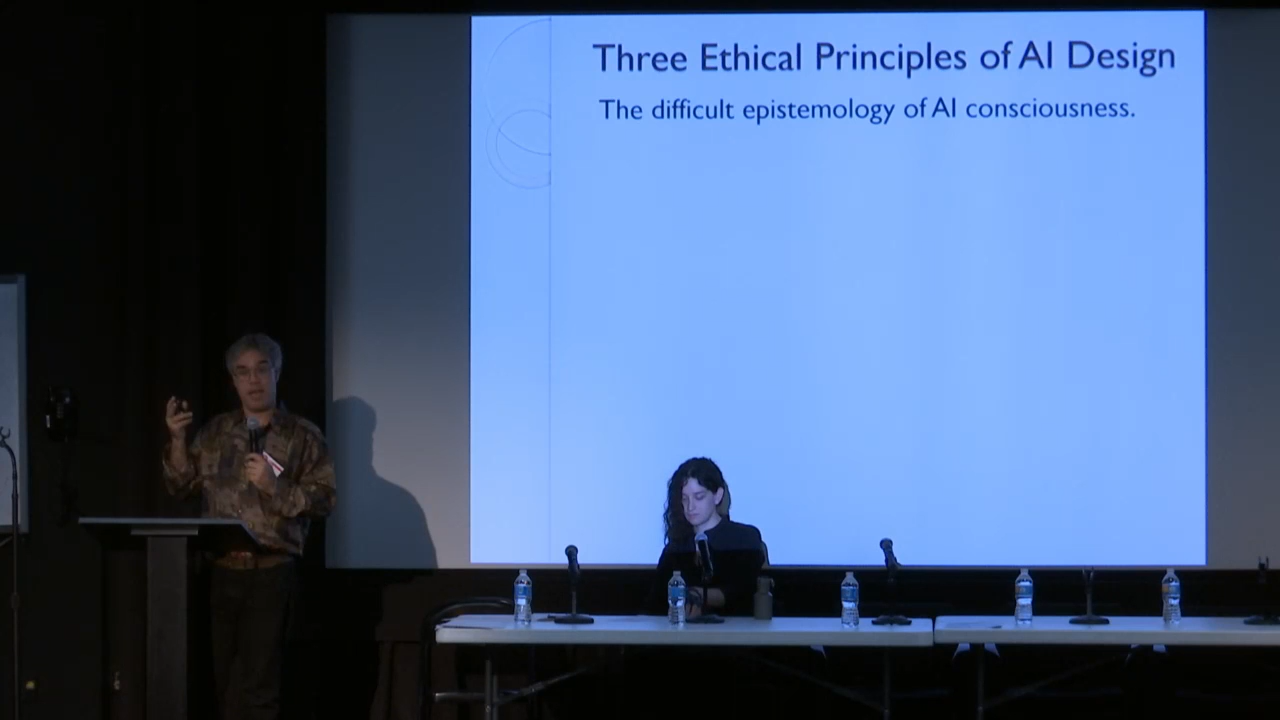 Three Ethical Principles of AI Design
The difficult epistemology of AI consciousness.